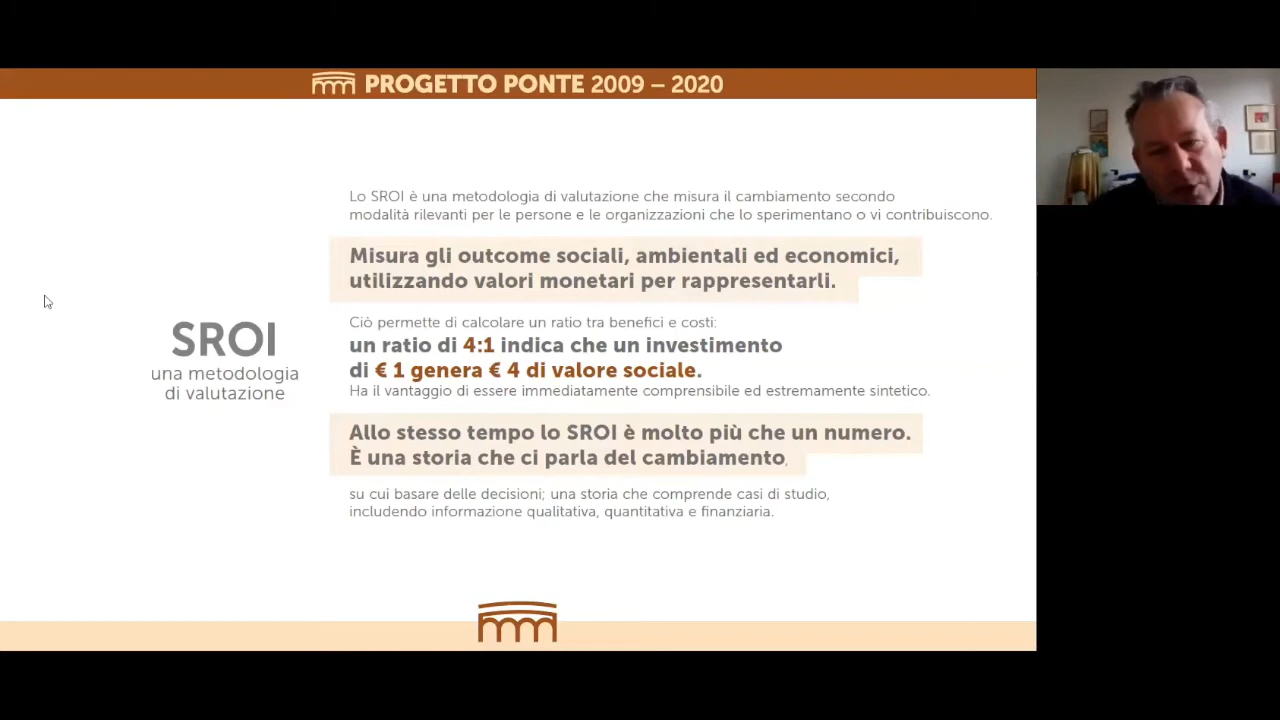 PROGETTO PONTE 2009 – 2020
Lo SROI è una metodologia di valutazione che misura il cambiamento secondo
modalità rilevanti per le persone e le organizzazioni che lo sperimentano o vi contribuiscono.
Misura gli outcome sociali, ambientali ed economici,
utilizzando valori monetari per rappresentarli.
SROI
una metodologia
di valutazione
Ciò permette di calcolare un ratio tra benefici e costi:
un ratio di 4:1 indica che un investimento
di € 1 genera € 4 di valore sociale.
Ha il vantaggio di essere immediatamente comprensibile ed estremamente sintetico.
Allo stesso tempo lo SROI è molto più che un numero.
È una storia che ci parla del cambiamento,
su cui basare delle decisioni; una storia che comprende casi di studio,
includendo informazione qualitativa, quantitativa e finanziaria.